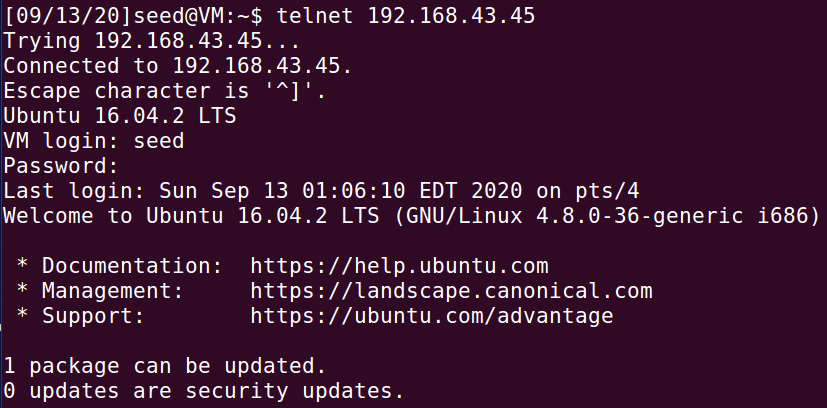 [09/13/20]seed@VM:~$ telnet 192.168.43.45
Trying 192.168.43.45...
Connected to 192.168.43.45.
Escape character is '^]'.
Ubuntu 16.04.2 LTS
VM login: seed
Password:
Last login: Sun Sep 13 01:06:10 EDT 2020 on pts/4
Welcome to Ubuntu 16.04.2 LTS (GNU/Linux 4.8.0-36-generic i686)

 * Documentation:  https://help.ubuntu.com
 * Management:     https://landscape.canonical.com
 * Support:        https://ubuntu.com/advantage

1 package can be updated.
0 updates are security updates.